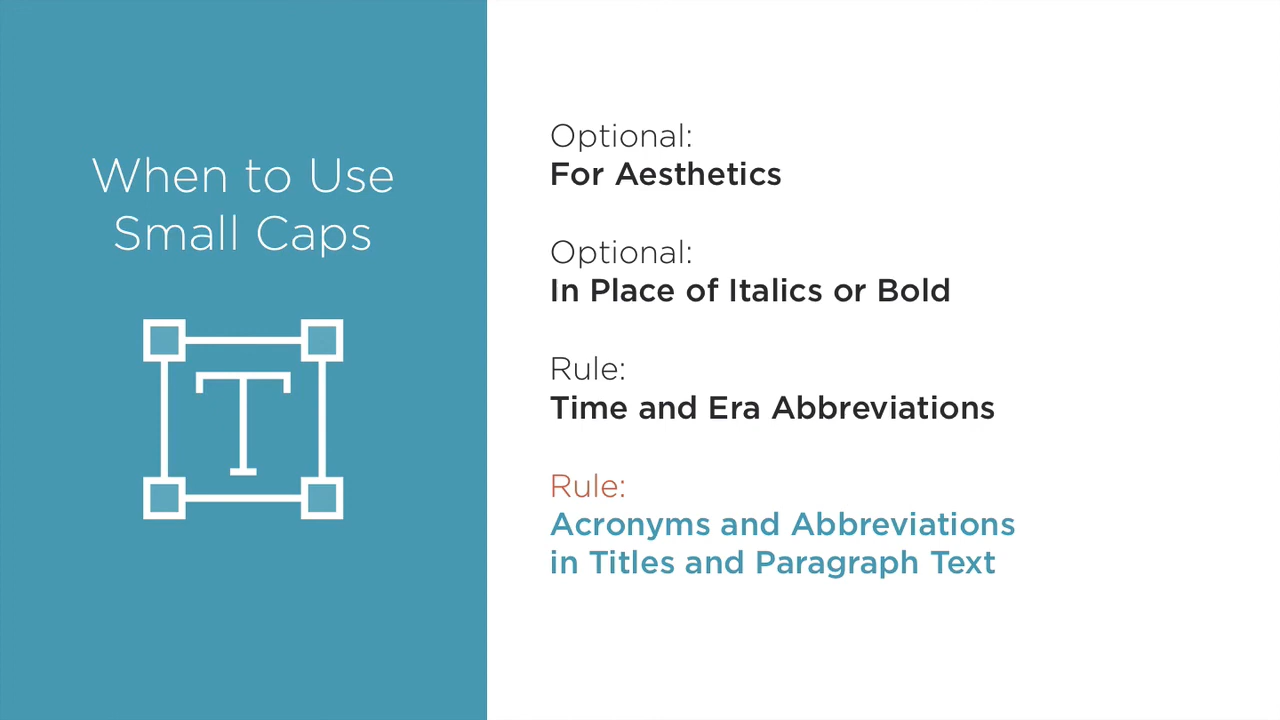 When to Use
Small Caps
T
Optional:
For Aesthetics
Optional:
In Place of Italics or Bold
Rule:
Time and Era Abbreviations
Rule:
Acronyms and Abbreviations
in Titles and Paragraph Text